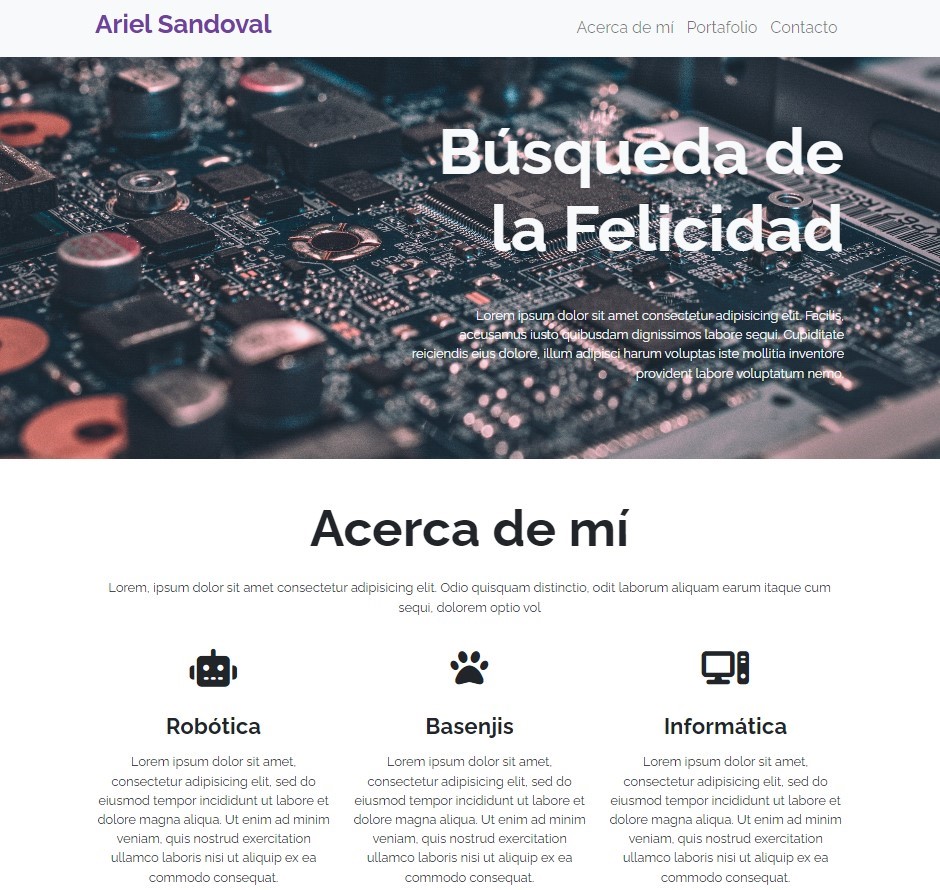 Ariel Sandoval
Acerca de mí Portafolio Contacto
Búsqueda de
la Felicidad
Lorem ipsum dolor sit amet consectetur adipisicing elit. Facilis,
accusamus iusto quibusdam dignissimos labore sequi. Cupiditate
reiciendis eius dolore, illum adipisci harum voluptas iste mollitia inventore
provident labore voluptatum nemo.
Acerca de mí
Lorem, ipsum dolor sit amet consectetur adipisicing elit. Odio quisquam distinctio, odit laborum aliquam earum itaque cum
sequi, dolorem optio vol
Robótica
Lorem ipsum dolor sit amet,
consectetur adipisicing elit, sed do
eiusmod tempor incididunt ut labore et
dolore magna aliqua. Ut enim ad minim
veniam, quis nostrud exercitation
ullamco laboris nisi ut aliquip ex ea
commodo consequat.
Basenjis
Lorem ipsum dolor sit amet,
consectetur adipisicing elit, sed do
eiusmod tempor incididunt ut labore et
dolore magna aliqua. Ut enim ad minim
veniam, quis nostrud exercitation
ullamco laboris nisi ut aliquip ex ea
commodo consequat.
Informática
Lorem ipsum dolor sit amet,
consectetur adipisicing elit, sed do
eiusmod tempor incididunt ut labore et
dolore magna aliqua. Ut enim ad minim
veniam, quis nostrud exercitation
ullamco laboris nisi ut aliquip ex ea
commodo consequat.